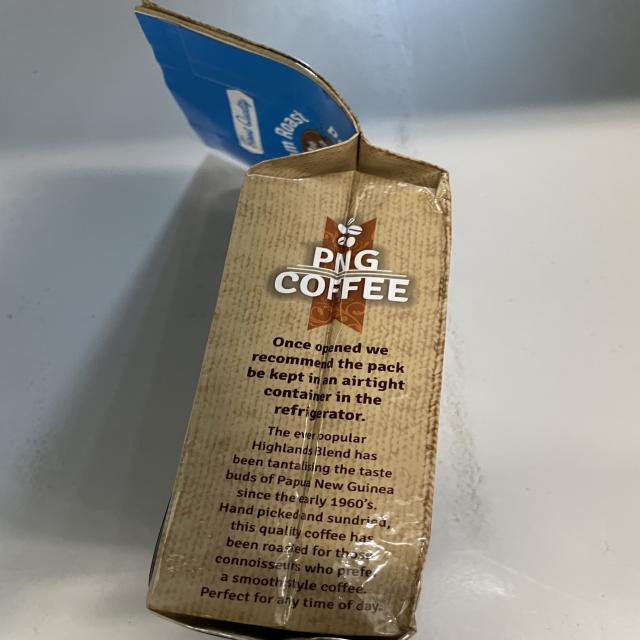 Roast
PNG
COFFEE
Once opened we
recommend the pack
be kept in an airtight
container in the
refrigerator.
The ever popular
Highlands Blend has
been tantalising the taste
buds of Papua New Guinea
since the early 1960's.
Hand picked and sundried,
this quality coffee has
been roasted for those
connoisseurs who prefer
a smooth style coffee.
Perfect for any time of day.